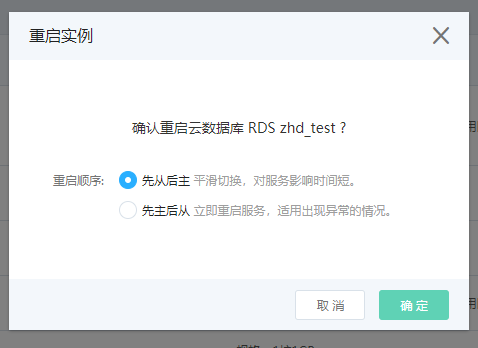 重启实例
确认重启云数据库 RDS zhd_test ?
重启顺序: 先从后主 平滑切换，对服务影响时间短。
先主后从 立即重启服务，适用出现异常的情况。
取消 确定